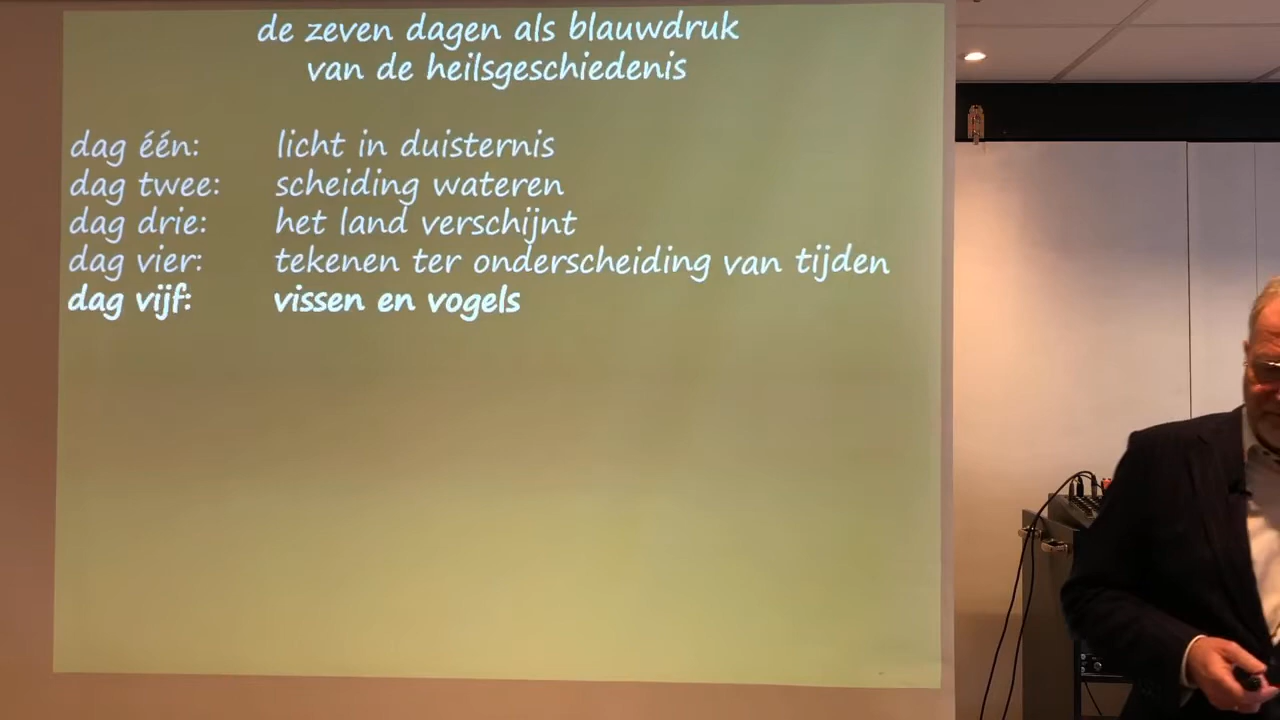 de zeven dagen als blauwdruk
van de heilsgeschiedenis
dag één: licht in duisternis
dag twee: scheiding wateren
dag drie: het land verschijnt
dag vier: tekenen ter onderscheiding van tijden
dag vijf: vissen en vogels